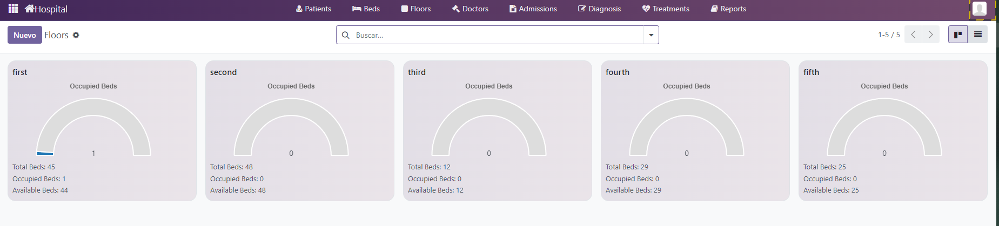 Hospital Patients Beds Floors Doctors Admissions Diagnosis Treatments Reports
Nuevo Floors Buscar... 1-5 / 5
first
Occupied Beds
1
Total Beds: 45
Occupied Beds: 1
Available Beds: 44
second
Occupied Beds
0
Total Beds: 48
Occupied Beds: 0
Available Beds: 48
third
Occupied Beds
0
Total Beds: 12
Occupied Beds: 0
Available Beds: 12
fourth
Occupied Beds
0
Total Beds: 29
Occupied Beds: 0
Available Beds: 29
fifth
Occupied Beds
0
Total Beds: 25
Occupied Beds: 0
Available Beds: 25